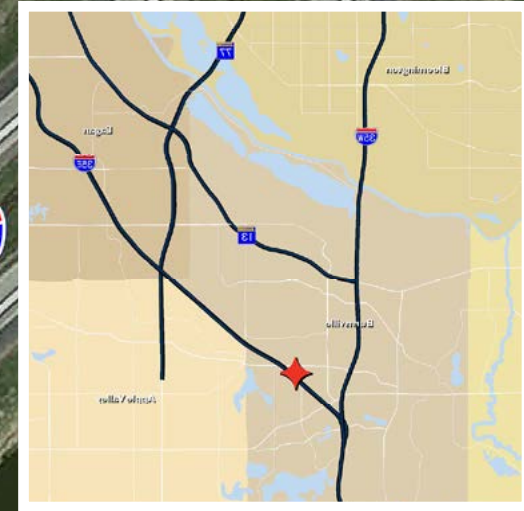 77
Bloomington
Eagan
35W
35E
13
Burnsville
Apple Valley